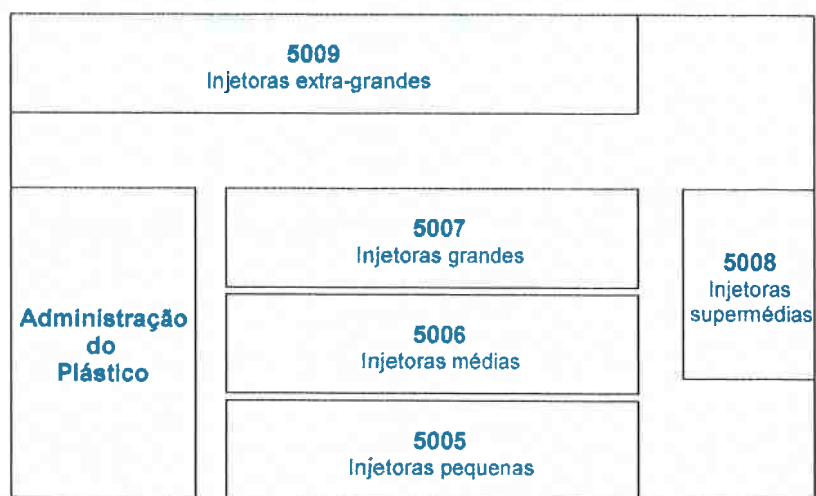 5009
Injetoras extra-grandes
5007
Injetoras grandes
5008
Injetoras
supermédias
Administração
do
Plástico
5006
Injetoras médias
5005
Injetoras pequenas